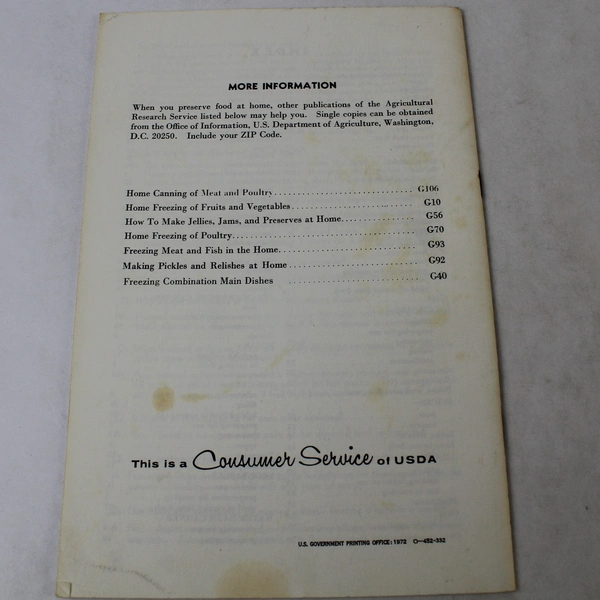 MORE INFORMATION
When you preserve food at home, other publications of the Agricultural
Research Service listed below may help you. Single copies can be obtained
from the Office of Information, U.S. Department of Agriculture, Washington,
D.C. 20250. Include your ZIP Code.
Home Canning of Meat and Poultry................................ G106
Home Freezing of Fruits and Vegetables............................ G10
How To Make Jellies, Jams, and Preserves at Home................ G56
Home Freezing of Poultry.......................................... G70
Freezing Meat and Fish in the Home............................... G93
Making Pickles and Relishes at Home.............................. G92
Freezing Combination Main Dishes .............................. G40
This is a Consumer Service of USDA
U.S. GOVERNMENT PRINTING OFFICE: 1972 O—452-332